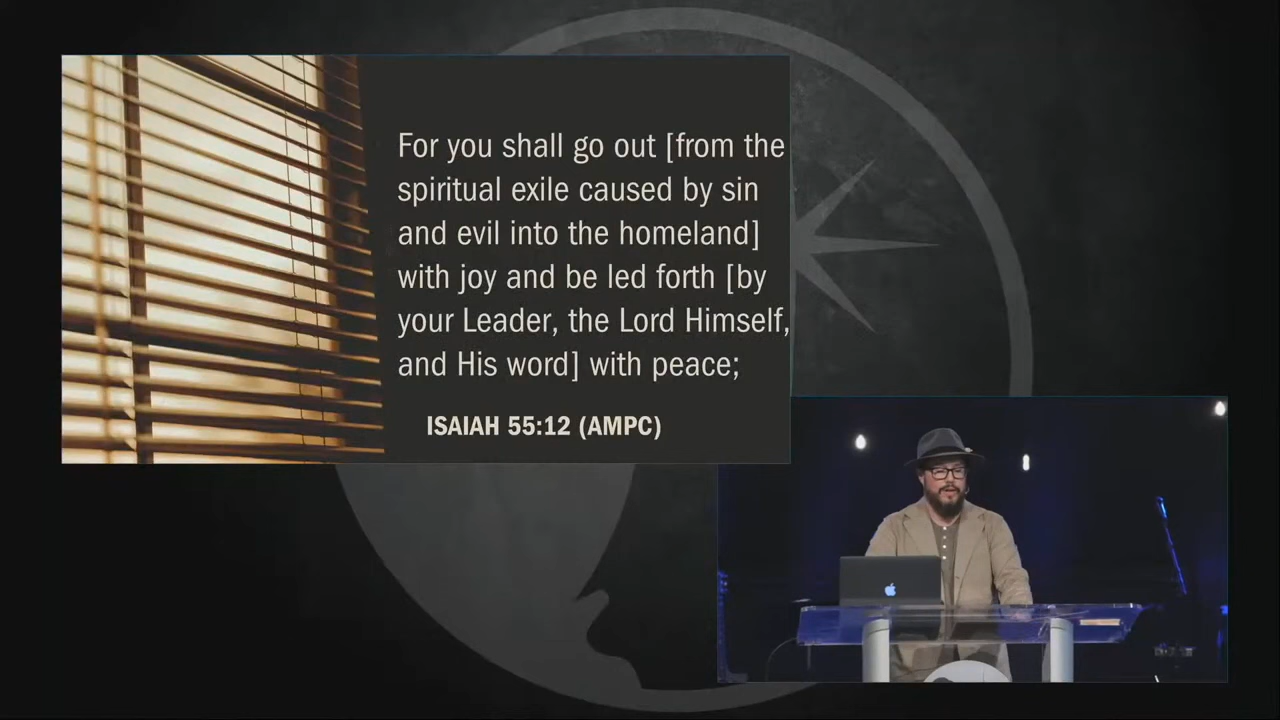 For you shall go out [from the
spiritual exile caused by sin
and evil into the homeland]
with joy and be led forth [by
your Leader, the Lord Himself,
and His word] with peace;
ISAIAH 55:12 (AMPC)